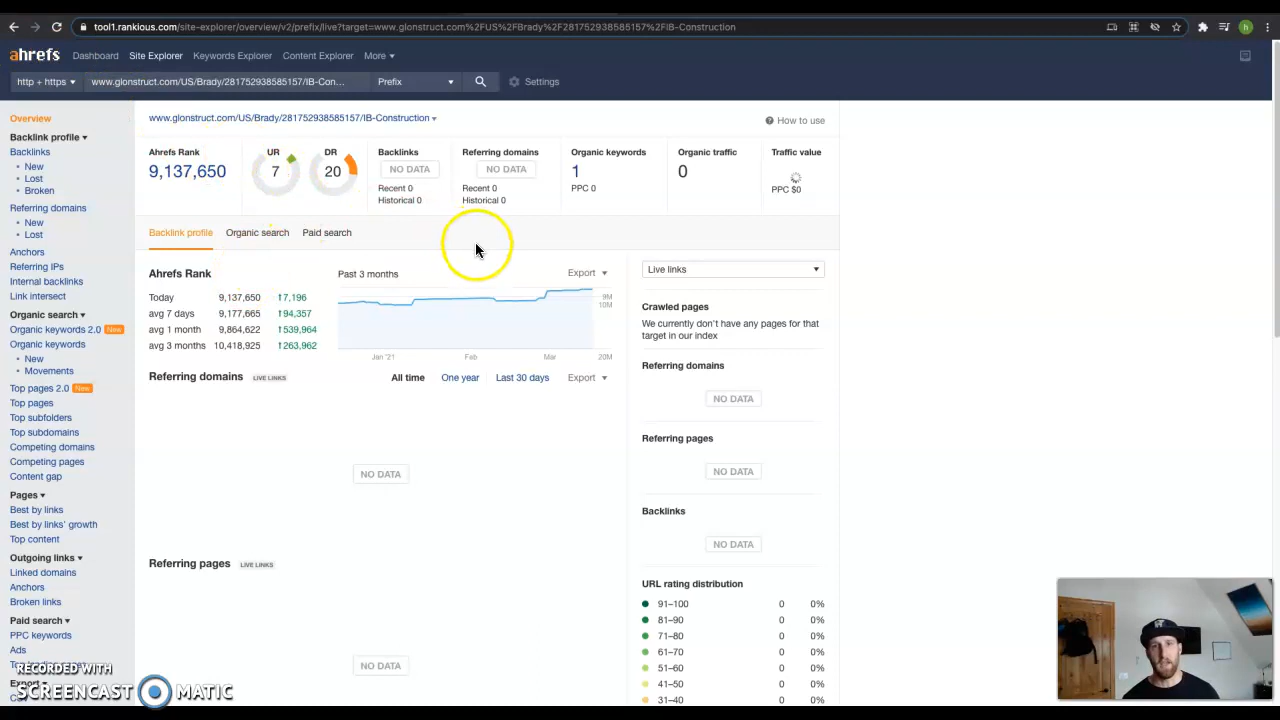 tool1.rankious.com/site-explorer/overview/v2/prefix/live?target=www.glonstruct.com%2FUS%2FBrady%2F281752938585157%2FIB-Construction
h
ahrefs Dashboard Site Explorer Keywords Explorer Content Explorer More
http + https www.glonstruct.com/US/Brady/281752938585157/IB-Con... Prefix Settings
Overview
Backlink profile
Backlinks
New
Lost
Broken
Referring domains
New
Lost
Anchors
Referring IPs
Internal backlinks
Link intersect
Organic search
Organic keywords 2.0 New
Organic keywords
New
Movements
Top pages 2.0 New
Top pages
Top subfolders
Top subdomains
Competing domains
Competing pages
Content gap
Pages
Best by links
Best by links' growth
Top content
Outgoing links
Linked domains
Anchors
Broken links
Paid search
PPC keywords
Ads
RECORDED WITH
SCREENCAST MATIC
www.glonstruct.com/US/Brady/281752938585157/IB-Construction
How to use
Ahrefs Rank
9,137,650
UR
7
DR
20
Backlinks
NO DATA
Recent 0
Historical 0
Referring domains
NO DATA
Recent 0
Historical 0
Organic keywords
1
PPC 0
Organic traffic
0
Traffic value
PPC $0
Backlink profile Organic search Paid search
Ahrefs Rank
Today 9,137,650 ↑7,196
avg 7 days 9,177,665 ↑94,357
avg 1 month 9,864,622 ↑539,964
avg 3 months 10,418,925 ↑263,962
Past 3 months Export
9M
10M
20M
Jan '21 Feb Mar
Referring domains LIVE LINKS All time One year Last 30 days Export
NO DATA
Referring pages LIVE LINKS
NO DATA
Live links
Crawled pages
We currently don't have any pages for that
target in our index
Referring domains
NO DATA
Referring pages
NO DATA
Backlinks
NO DATA
URL rating distribution
91–100 0 0%
81–90 0 0%
71–80 0 0%
61–70 0 0%
51–60 0 0%
41–50 0 0%
31–40 0 0%